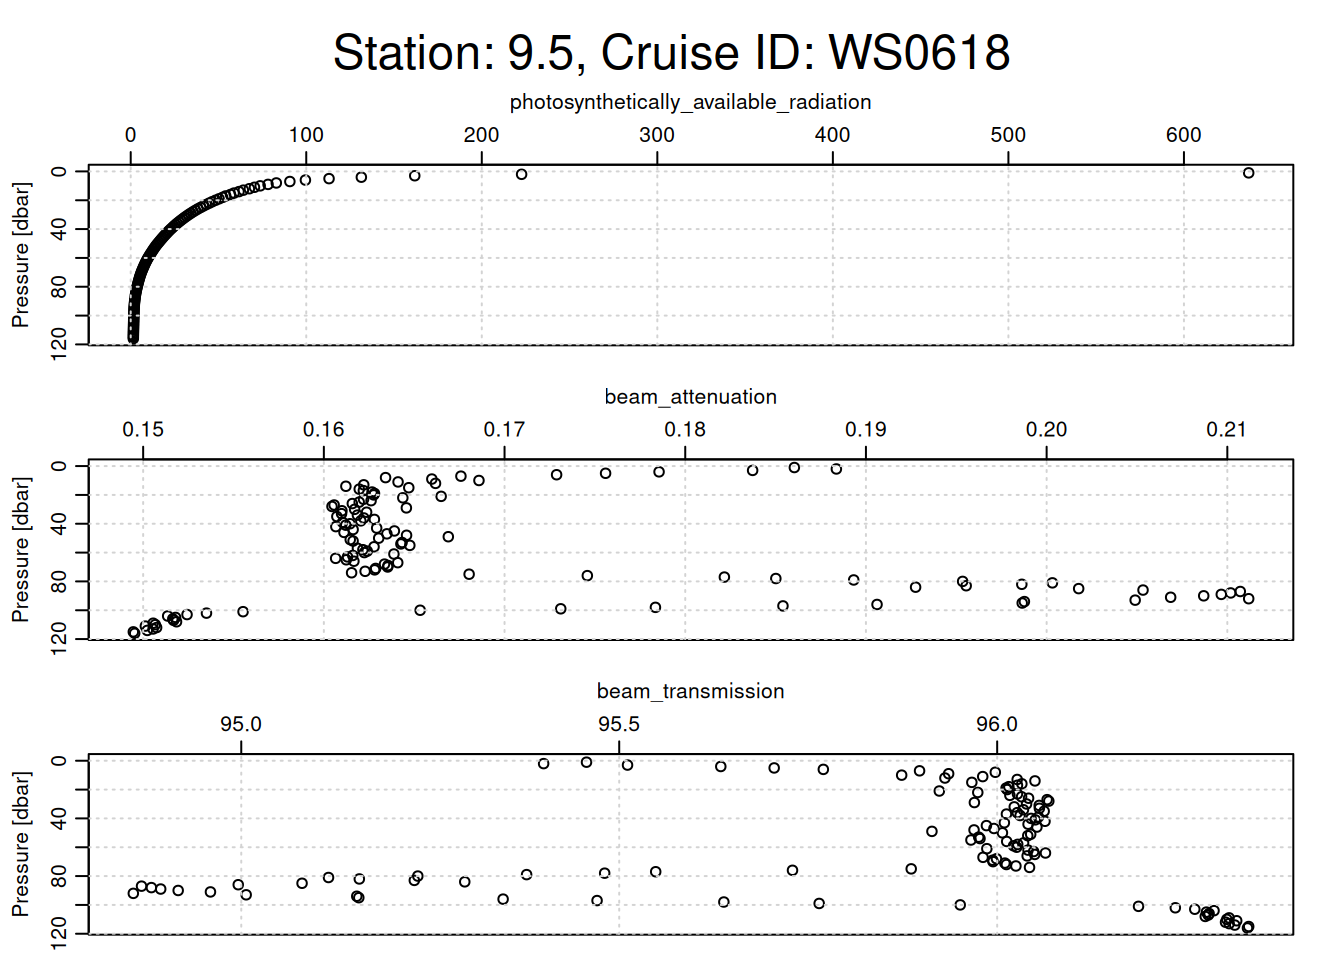 Station: 9.5, Cruise ID: WS0618
photosynthetically_available_radiation
0 100 200 300 400 500 600
Pressure [dbar]
0 40 80 120
beam_attenuation
0.15 0.16 0.17 0.18 0.19 0.20 0.21
Pressure [dbar]
0 40 80 120
beam_transmission
95.0 95.5 96.0
Pressure [dbar]
0 40 80 120